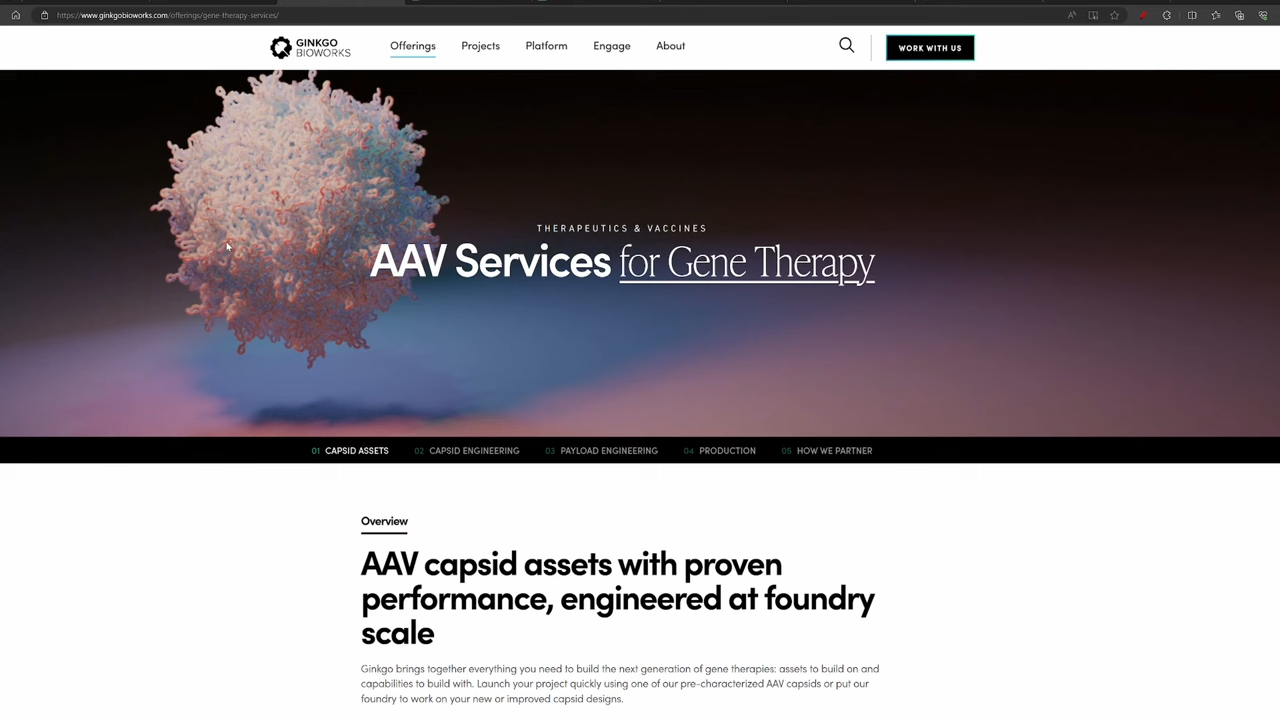 https://www.ginkgobioworks.com/offerings/gene-therapy-services/
GINKGO
BIOWORKS
Offerings
Projects
Platform
Engage
About
WORK WITH US
THERAPEUTICS & VACCINES
AAV Services for Gene Therapy
01 CAPSID ASSETS
02 CAPSID ENGINEERING
03 PAYLOAD ENGINEERING
04 PRODUCTION
05 HOW WE PARTNER
Overview
AAV capsid assets with proven
performance, engineered at foundry
scale
Ginkgo brings together everything you need to build the next generation of gene therapies: assets to build on and
capabilities to build with. Launch your project quickly using one of our pre-characterized AAV capsids or put our
foundry to work on your new or improved capsid designs.